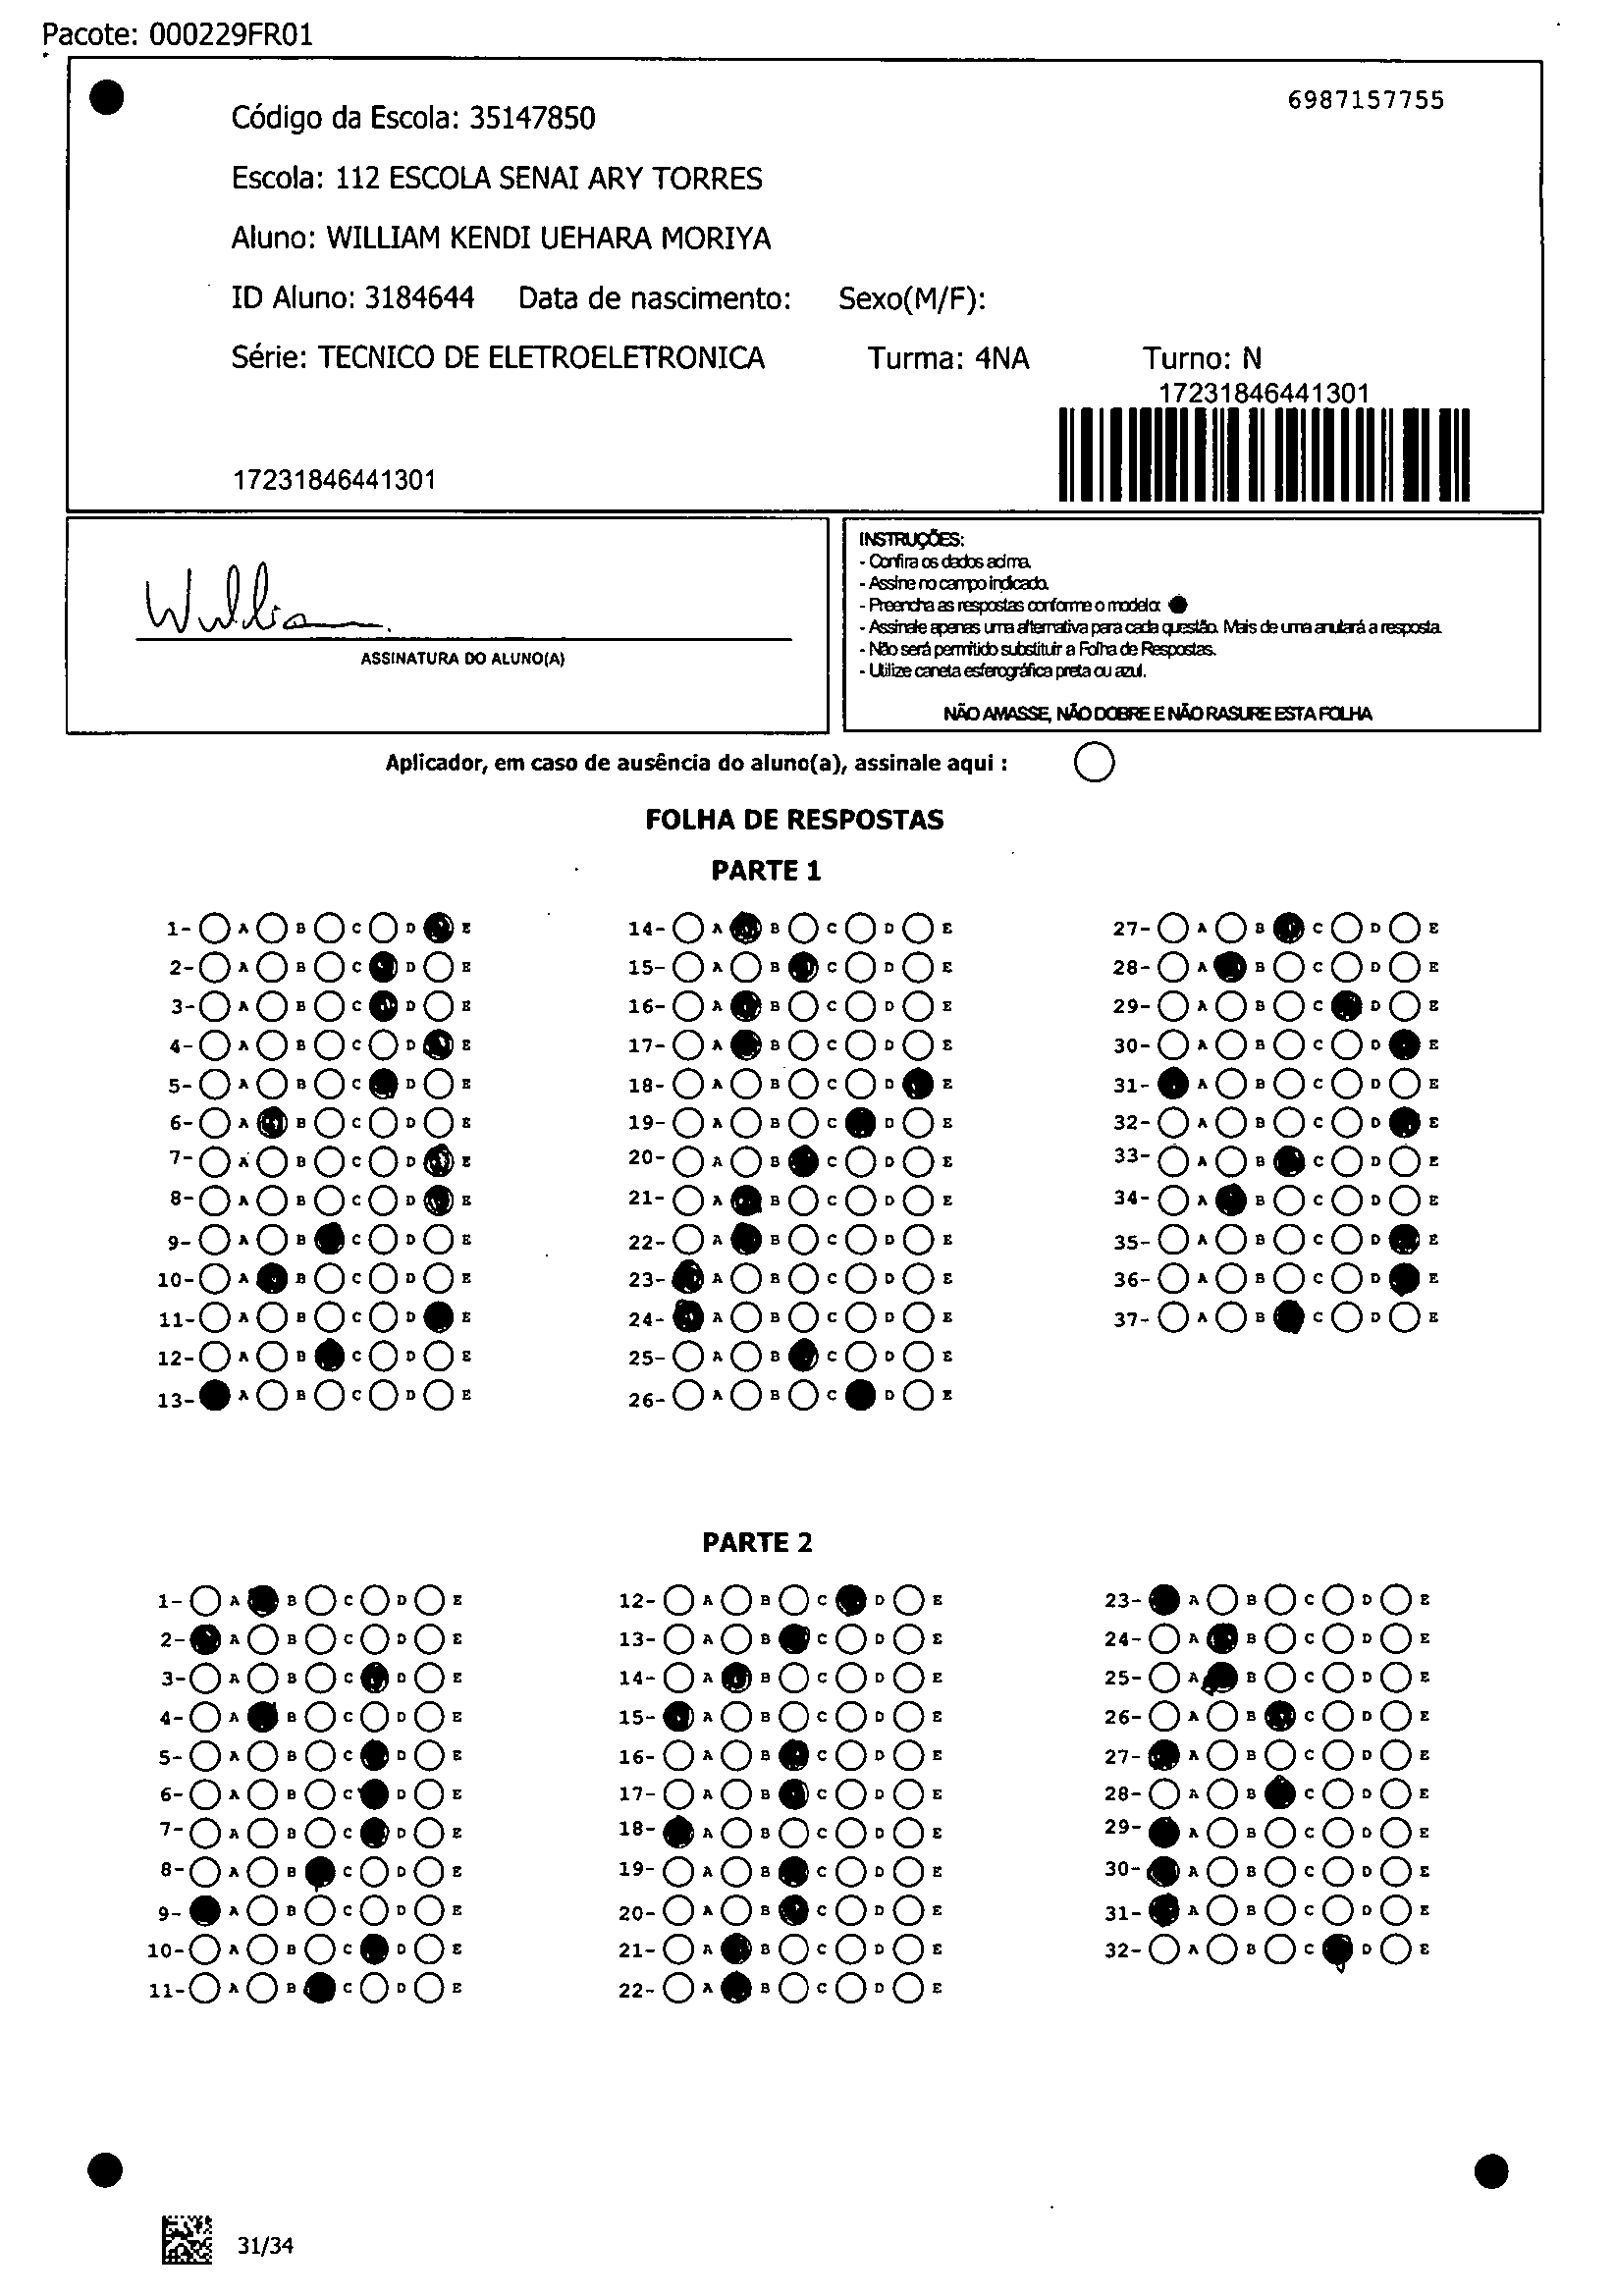 Pacote: 000229FR01
6987157755
Código da Escola: 35147850
Escola: 112 ESCOLA SENAI ARY TORRES
Aluno: WILLIAM KENDI UEHARA MORIYA
ID Aluno: 3184644 Data de nascimento: Sexo(M/F):
Série: TECNICO DE ELETROELETRONICA Turma: 4NA Turno: N
17231846441301
17231846441301
William
ASSINATURA DO ALUNO(A)
INSTRUÇÕES:
- Confira os dados acima.
- Assine no campo indicado.
- Preencha as respostas conforme o modelo:
- Assinale apenas uma alternativa para cada questão. Mais de uma anulará a resposta.
- Não será permitido substituir a Folha de Respostas.
- Utilize caneta esferográfica preta ou azul.
NÃO AMASSE, NÃO DOBRE E NÃO RASURE ESTA FOLHA
Aplicador, em caso de ausência do aluno(a), assinale aqui :
FOLHA DE RESPOSTAS
PARTE 1
1- A B C D E 14- A B C D E 27- A B C D E
2- A B C D E 15- A B C D E 28- A B C D E
3- A B C D E 16- A B C D E 29- A B C D E
4- A B C D E 17- A B C D E 30- A B C D E
5- A B C D E 18- A B C D E 31- A B C D E
6- A B C D E 19- A B C D E 32- A B C D E
7- A B C D E 20- A B C D E 33- A B C D E
8- A B C D E 21- A B C D E 34- A B C D E
9- A B C D E 22- A B C D E 35- A B C D E
10- A B C D E 23- A B C D E 36- A B C D E
11- A B C D E 24- A B C D E 37- A B C D E
12- A B C D E 25- A B C D E
13- A B C D E 26- A B C D E
PARTE 2
1- A B C D E 12- A B C D E 23- A B C D E
2- A B C D E 13- A B C D E 24- A B C D E
3- A B C D E 14- A B C D E 25- A B C D E
4- A B C D E 15- A B C D E 26- A B C D E
5- A B C D E 16- A B C D E 27- A B C D E
6- A B C D E 17- A B C D E 28- A B C D E
7- A B C D E 18- A B C D E 29- A B C D E
8- A B C D E 19- A B C D E 30- A B C D E
9- A B C D E 20- A B C D E 31- A B C D E
10- A B C D E 21- A B C D E 32- A B C D E
11- A B C D E 22- A B C D E
31/34